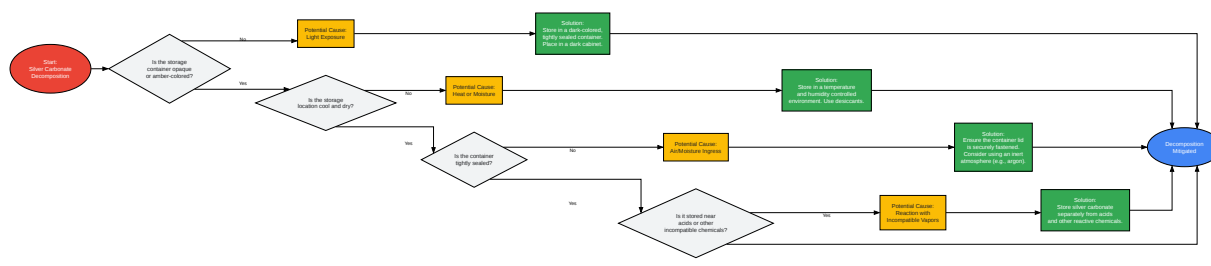 Start:
Silver Carbonate
Decomposition
Is the storage
container opaque
or amber-colored?
No
Potential Cause:
Light Exposure
Solution:
Store in a dark-colored,
tightly sealed container.
Place in a dark cabinet.
Yes
Is the storage
location cool and dry?
No
Potential Cause:
Heat or Moisture
Solution:
Store in a temperature
and humidity controlled
environment. Use desiccants.
Yes
Is the container
tightly sealed?
No
Potential Cause:
Air/Moisture Ingress
Solution:
Ensure the container lid
is securely fastened.
Consider using an inert
atmosphere (e.g., argon).
Yes
Is it stored near
acids or other
incompatible chemicals?
Yes
Potential Cause:
Reaction with
Incompatible Vapors
Solution:
Store silver carbonate
separately from acids
and other reactive chemicals.
Decomposition
Mitigated